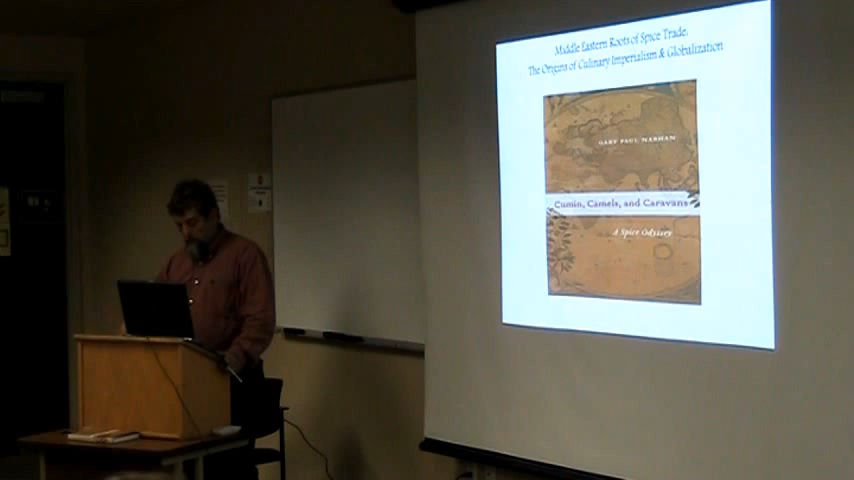 Middle Eastern Roots of Spice Trade:
The Origins of Culinary Imperialism & Globalization
GARY PAUL NABHAN
Cumin, Camels, and Caravans
A Spice Odyssey